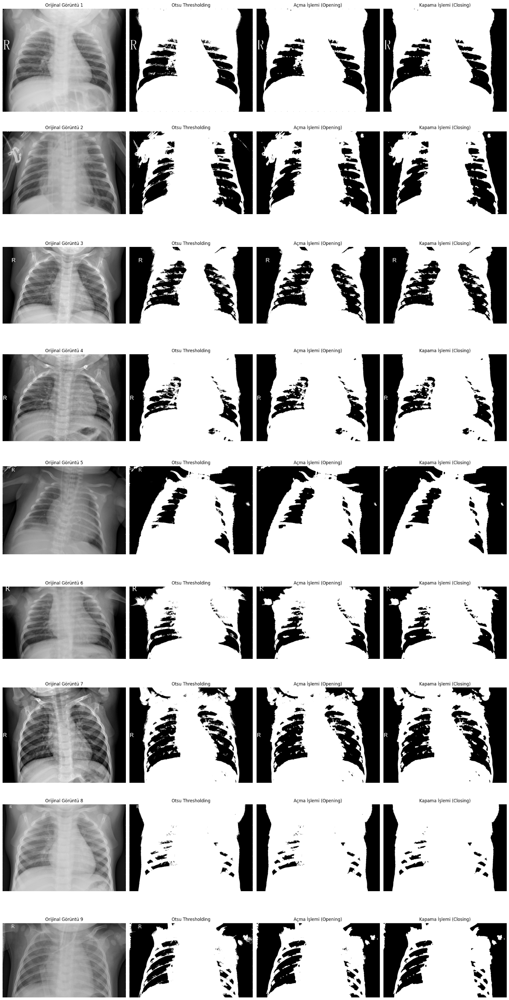 Orijinal Görüntü 1 Otsu Thresholding Açma İşlemi (Opening) Kapama İşlemi (Closing)
R R R R
Orijinal Görüntü 2 Otsu Thresholding Açma İşlemi (Opening) Kapama İşlemi (Closing)
Orijinal Görüntü 3 Otsu Thresholding Açma İşlemi (Opening) Kapama İşlemi (Closing)
R R R R
Orijinal Görüntü 4 Otsu Thresholding Açma İşlemi (Opening) Kapama İşlemi (Closing)
R R R R
Orijinal Görüntü 5 Otsu Thresholding Açma İşlemi (Opening) Kapama İşlemi (Closing)
R R
Orijinal Görüntü 6 Otsu Thresholding Açma İşlemi (Opening) Kapama İşlemi (Closing)
R R R R
Orijinal Görüntü 7 Otsu Thresholding Açma İşlemi (Opening) Kapama İşlemi (Closing)
R R R R
Orijinal Görüntü 8 Otsu Thresholding Açma İşlemi (Opening) Kapama İşlemi (Closing)
R R
Orijinal Görüntü 9 Otsu Thresholding Açma İşlemi (Opening) Kapama İşlemi (Closing)
R R